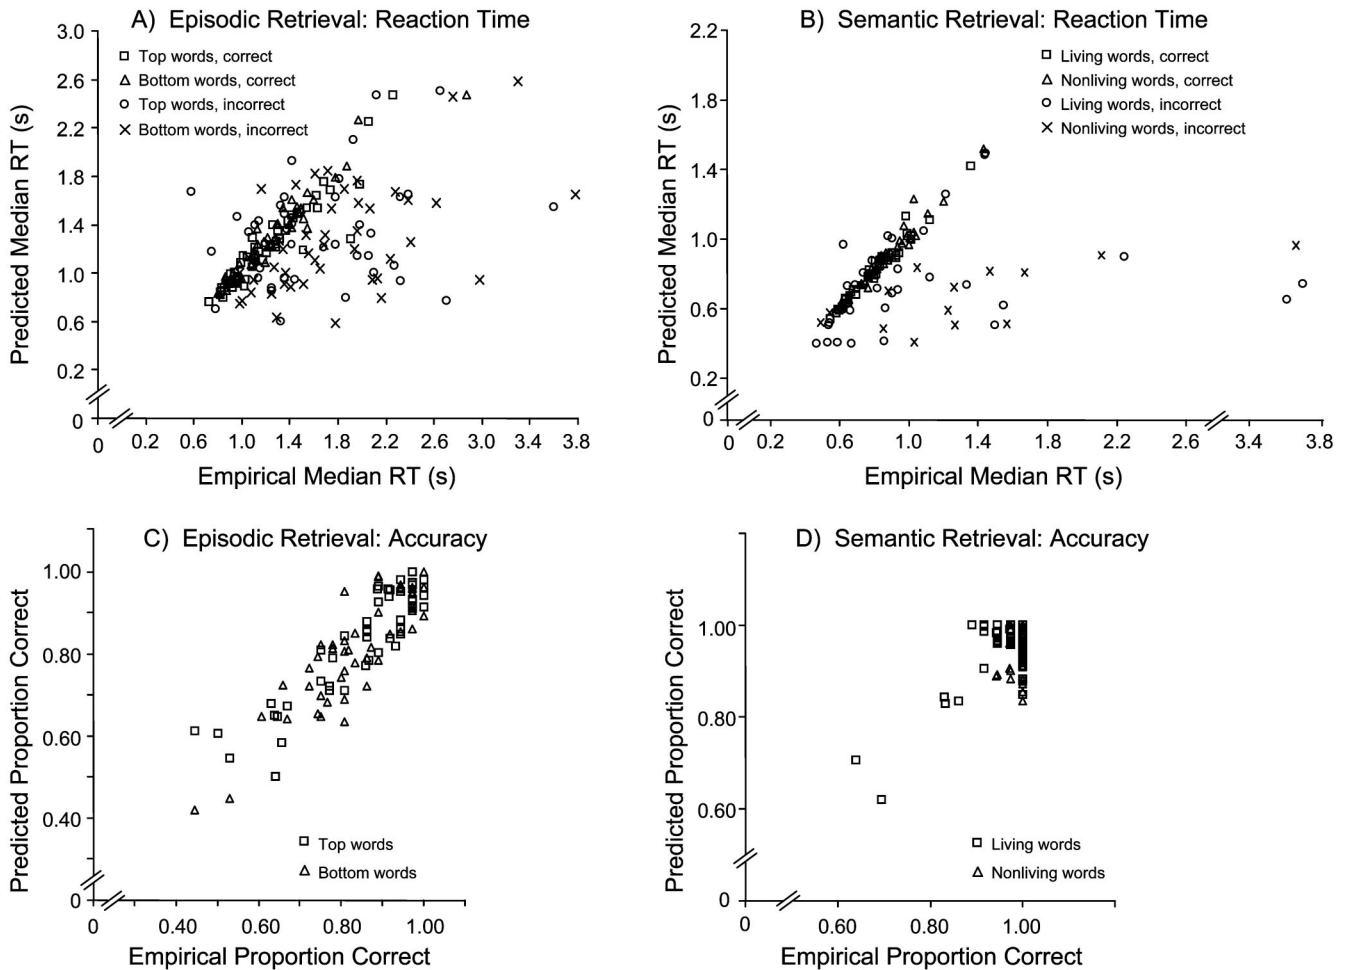 A) Episodic Retrieval: Reaction Time
Predicted Median RT (s)
3.0
2.6
2.2
1.8
1.4
1.0
0.6
0.2
0
Top words, correct
Bottom words, correct
Top words, incorrect
Bottom words, incorrect
0 0.2 0.6 1.0 1.4 1.8 2.2 2.6 3.0 3.4 3.8
Empirical Median RT (s)
B) Semantic Retrieval: Reaction Time
Predicted Median RT (s)
2.2
1.8
1.4
1.0
0.6
0.2
0
Living words, correct
Nonliving words, correct
Living words, incorrect
Nonliving words, incorrect
0 0.2 0.6 1.0 1.4 1.8 2.2 2.6 3.4 3.8
Empirical Median RT (s)
C) Episodic Retrieval: Accuracy
Predicted Proportion Correct
1.00
0.80
0.60
0.40
0
Top words
Bottom words
0 0.40 0.60 0.80 1.00
Empirical Proportion Correct
D) Semantic Retrieval: Accuracy
Predicted Proportion Correct
1.00
0.80
0.60
0
Living words
Nonliving words
0 0.60 0.80 1.00
Empirical Proportion Correct